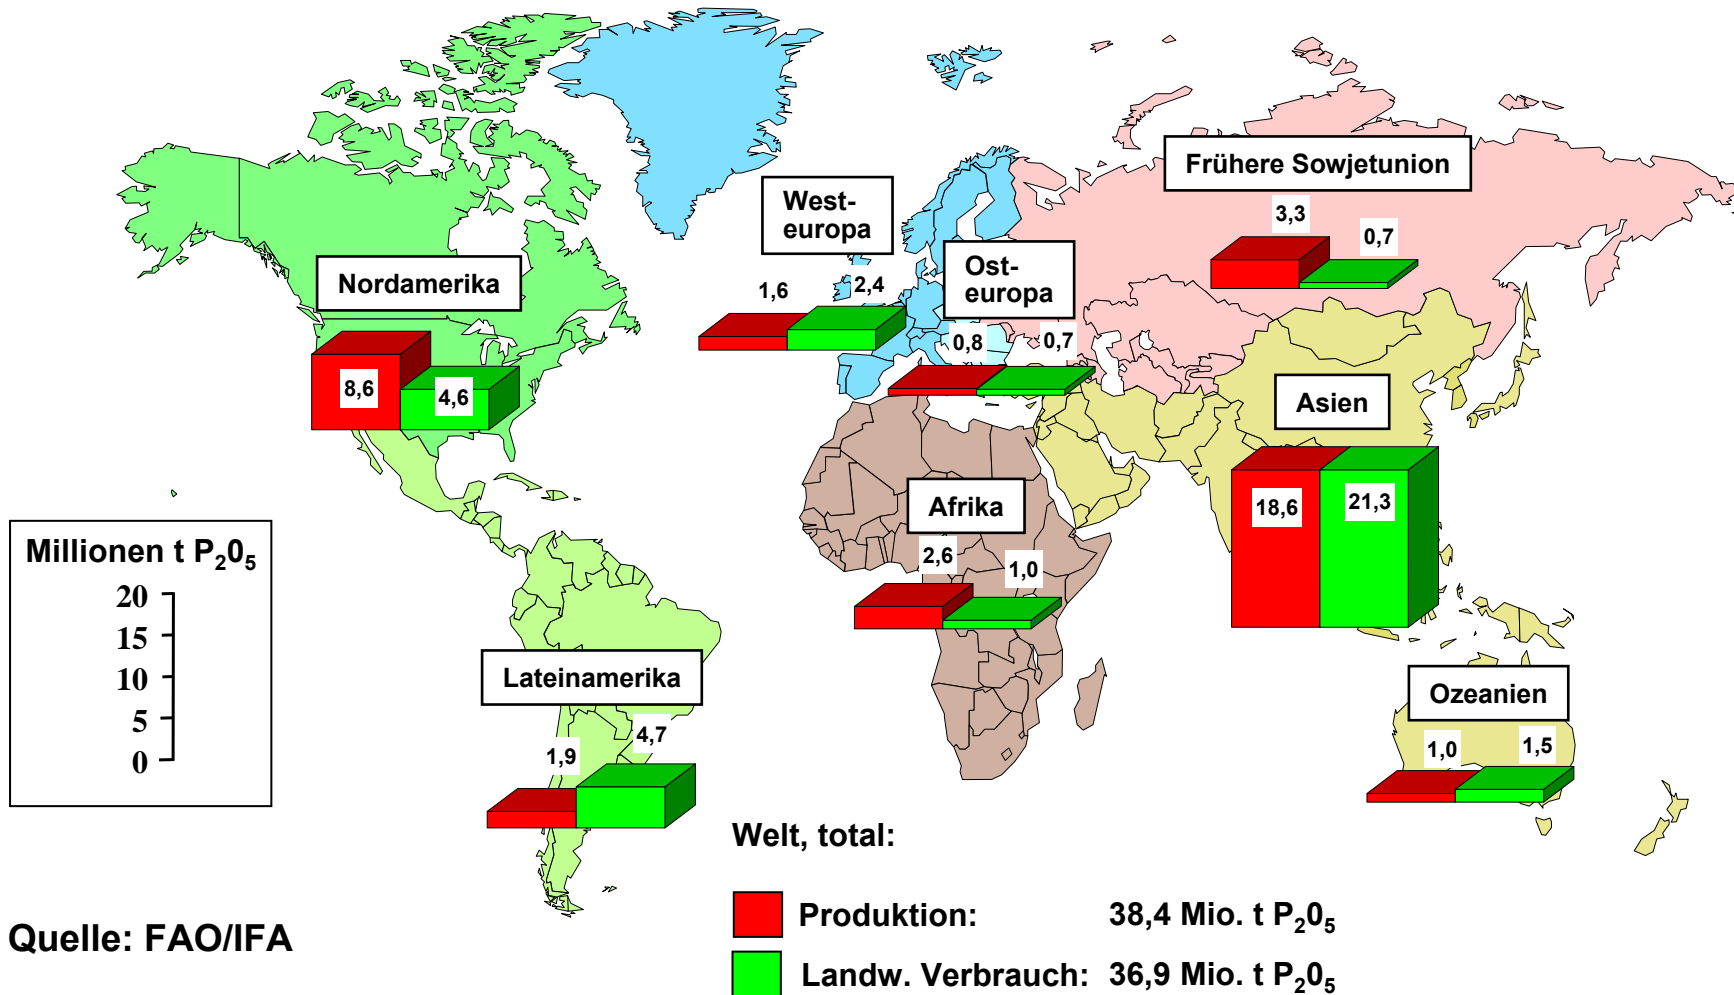 West-
europa
1,6
2,4
Ost-
europa
0,8
0,7
Frühere Sowjetunion
3,3
0,7
Nordamerika
8,6
4,6
Asien
18,6
21,3
Afrika
2,6
1,0
Millionen t P₂0₅
20
15
10
5
0
Lateinamerika
1,9
4,7
Ozeanien
1,0
1,5
Welt, total:
Produktion: 38,4 Mio. t P₂0₅
Landw. Verbrauch: 36,9 Mio. t P₂0₅
Quelle: FAO/IFA